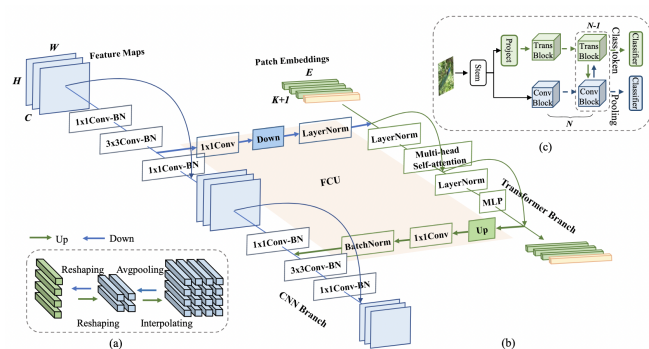 W
H
C
Feature Maps
1x1Conv-BN
3x3Conv-BN
1x1Conv-BN
1x1Conv
Down
LayerNorm
Patch Embeddings
E
K+1
LayerNorm
Multi-head
Self-attention
LayerNorm
MLP
Transformer Branch
FCU
Up
1x1Conv
BatchNorm
1x1Conv-BN
3x3Conv-BN
1x1Conv-BN
CNN Branch
Up
Down
Reshaping
Avgpooling
Reshaping
Interpolating
(a)
(b)
Stem
Project
Trans
Block
N-1
Trans
Block
Class token
Classifier
Conv
Block
Conv
Block
Pooling
Classifier
N
(c)